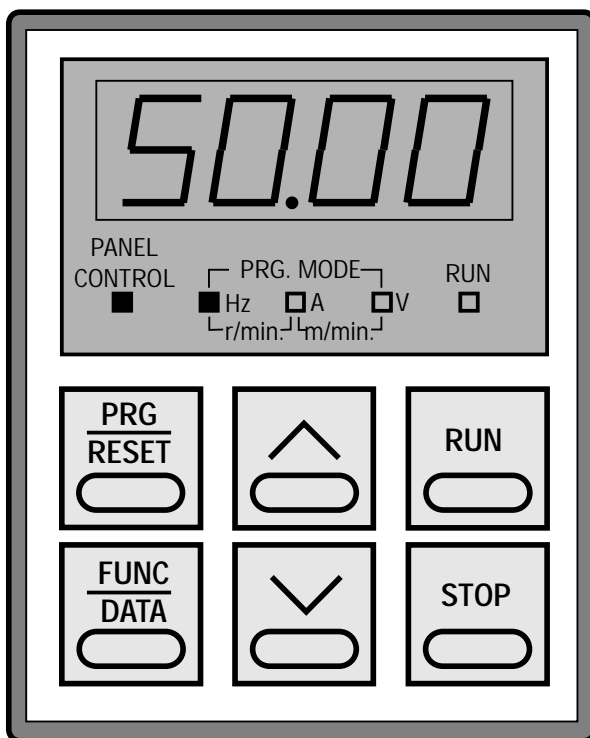 50.00
PANEL
CONTROL
PRG. MODE
RUN
Hz A V
r/min. m/min.
PRG
RESET
RUN
FUNC
DATA
STOP